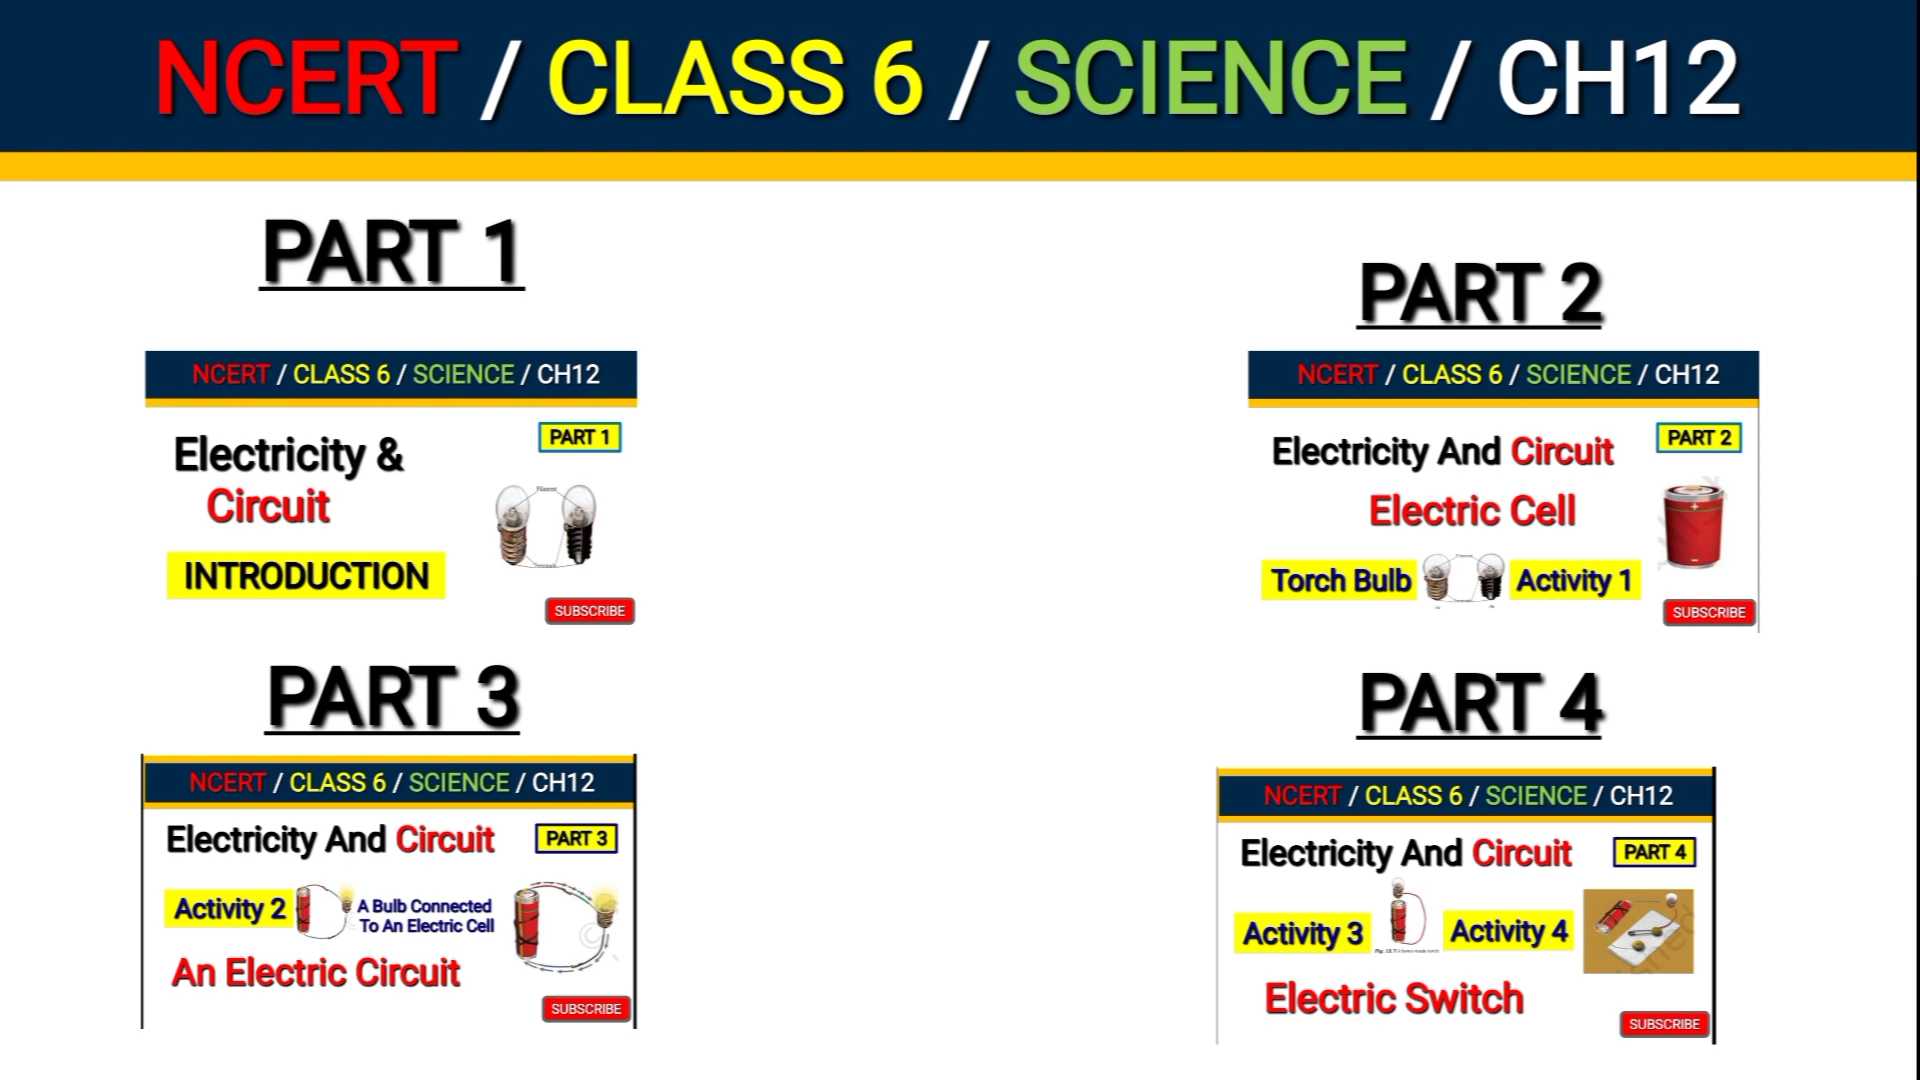 NCERT / CLASS 6 / SCIENCE / CH12
PART 1
NCERT / CLASS 6 / SCIENCE / CH12
PART 1
Electricity &
Circuit
Filament
INTRODUCTION
SUBSCRIBE
PART 2
NCERT / CLASS 6 / SCIENCE / CH12
Electricity And Circuit
PART 2
Electric Cell
Torch Bulb
Activity 1
SUBSCRIBE
PART 3
NCERT / CLASS 6 / SCIENCE / CH12
Electricity And Circuit
PART 3
Activity 2
A Bulb Connected
To An Electric Cell
An Electric Circuit
SUBSCRIBE
PART 4
NCERT / CLASS 6 / SCIENCE / CH12
Electricity And Circuit
PART 4
Activity 3
Activity 4
Electric Switch
SUBSCRIBE